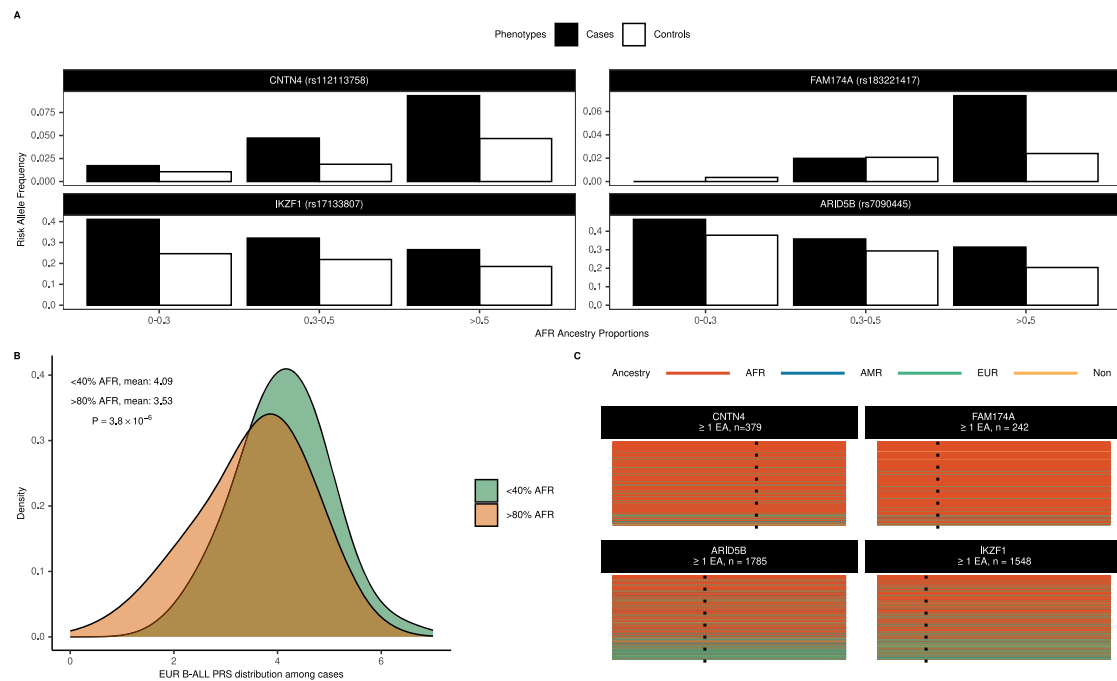 A
Phenotypes Cases Controls
CNTN4 (rs112113758)
FAM174A (rs183221417)
0.075
0.050
0.025
0.000
0.06
0.04
0.02
0.00
IKZF1 (rs17133807)
ARID5B (rs7090445)
0.4
0.3
0.2
0.1
0.0
0.4
0.3
0.2
0.1
0.0
Risk Allele Frequency
0-0.3 0.3-0.5 >0.5
0-0.3 0.3-0.5 >0.5
AFR Ancestry Proportions
B
<40% AFR, mean: 4.09
>80% AFR, mean: 3.53
P = 3.8 × 10⁻⁶
0.4
0.3
0.2
0.1
0.0
Density
0 2 4 6
EUR B-ALL PRS distribution among cases
<40% AFR
>80% AFR
C
Ancestry AFR AMR EUR Non
CNTN4
≥ 1 EA, n=379
FAM174A
≥ 1 EA, n = 242
ARID5B
≥ 1 EA, n = 1785
IKZF1
≥ 1 EA, n = 1548